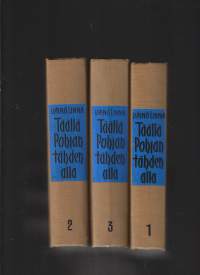 VÄINÖ LINNA
Täällä
Pohjan
tähden
alla
2
VÄINÖ LINNA
Täällä
Pohjan
tähden
alla
3
VÄINÖ LINNA
Täällä
Pohjan
tähden
alla
1